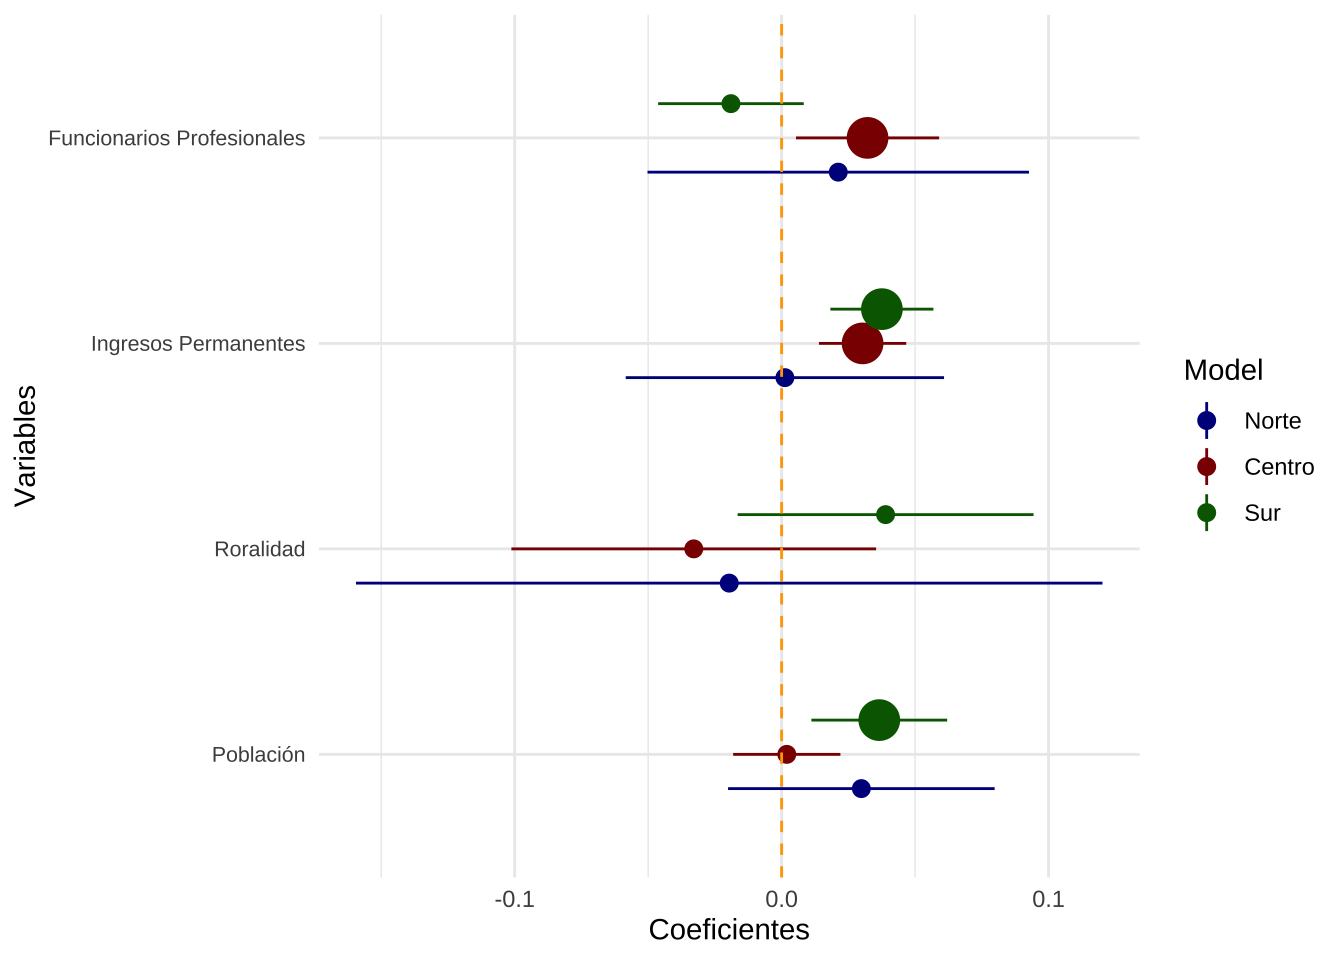 Funcionarios Profesionales
Ingresos Permanentes
Roralidad
Población
Variables
-0.1
0.0
0.1
Coeficientes
Model
Norte
Centro
Sur